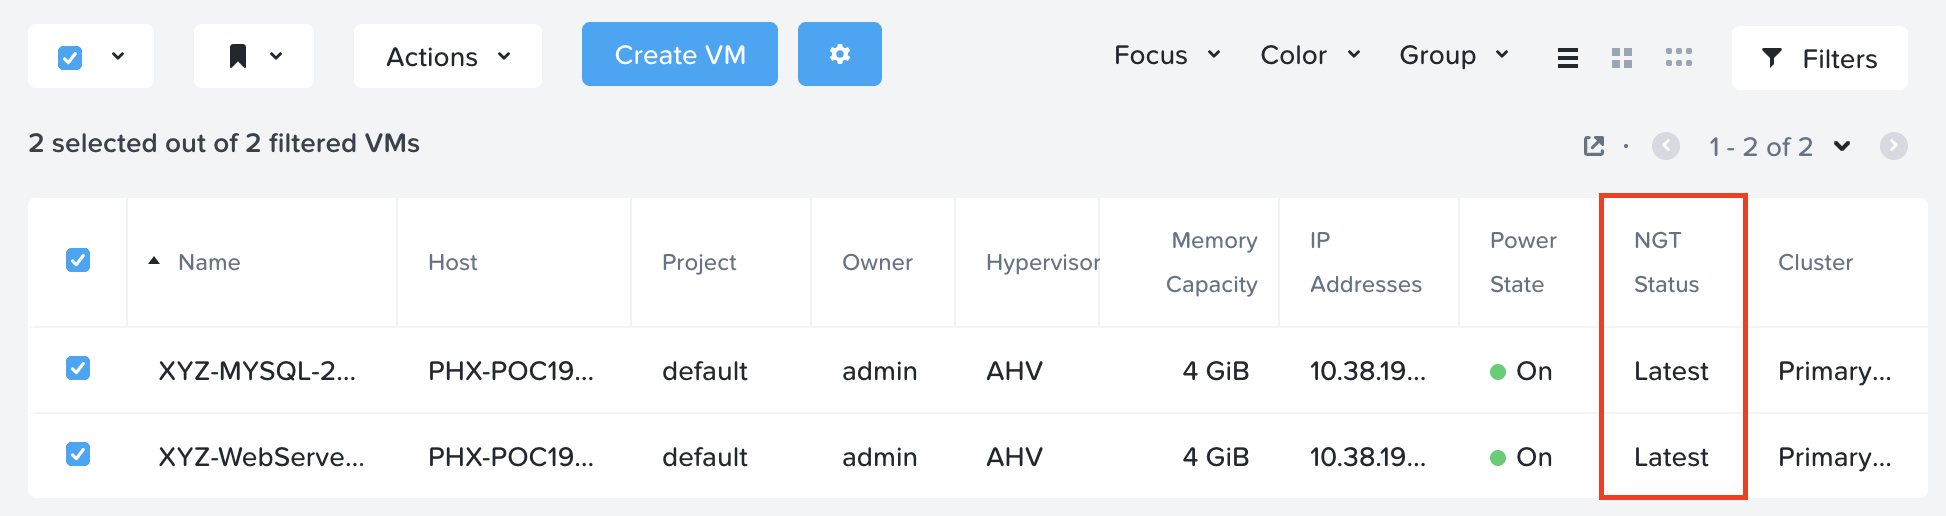 Actions Create VM Focus Color Group Filters
2 selected out of 2 filtered VMs 1 - 2 of 2
Name Host Project Owner Hypervisor Memory Capacity IP Addresses Power State NGT Status Cluster
XYZ-MYSQL-2... PHX-POC19... default admin AHV 4 GiB 10.38.19... On Latest Primary...
XYZ-WebServe... PHX-POC19... default admin AHV 4 GiB 10.38.19... On Latest Primary...